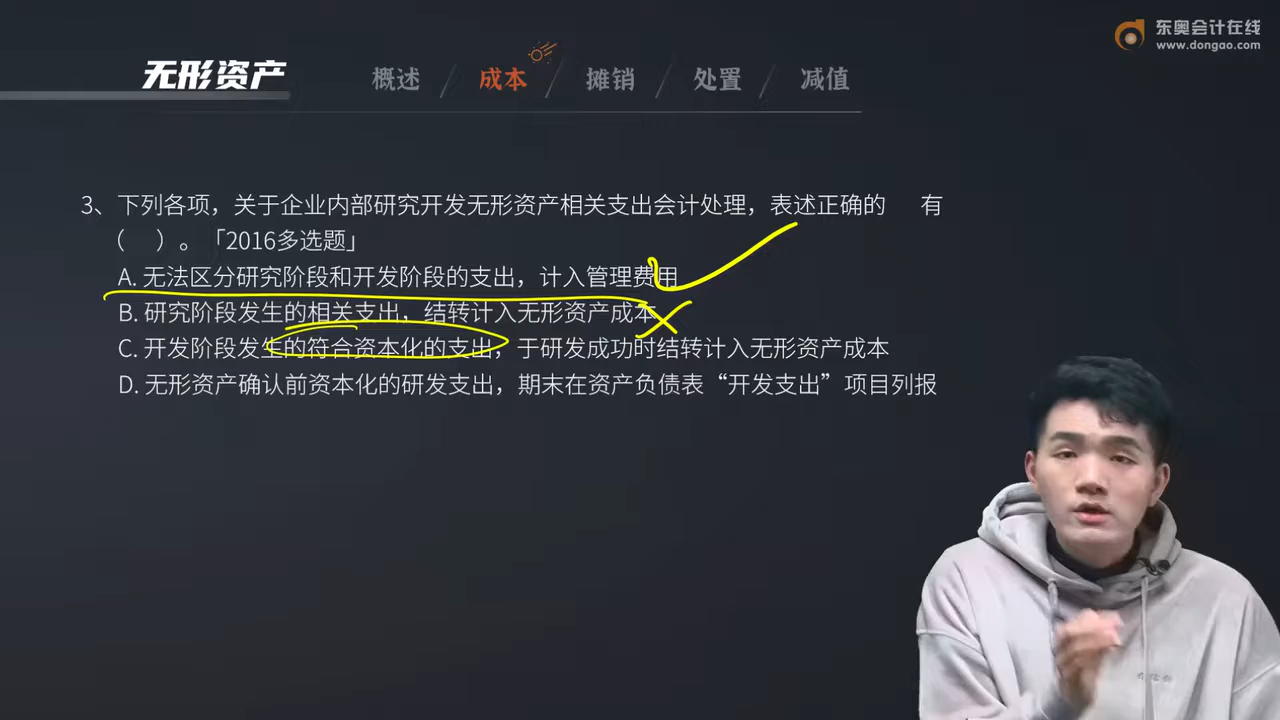 东奥会计在线
www.dongao.com
无形资产
概述 / 成本 / 摊销 / 处置 / 减值
3、下列各项，关于企业内部研究开发无形资产相关支出会计处理，表述正确的 有
（ ）。「2016多选题」
A. 无法区分研究阶段和开发阶段的支出，计入管理费用
B. 研究阶段发生的相关支出，结转计入无形资产成本
C. 开发阶段发生的符合资本化的支出，于研发成功时结转计入无形资产成本
D. 无形资产确认前资本化的研发支出，期末在资产负债表“开发支出”项目列报